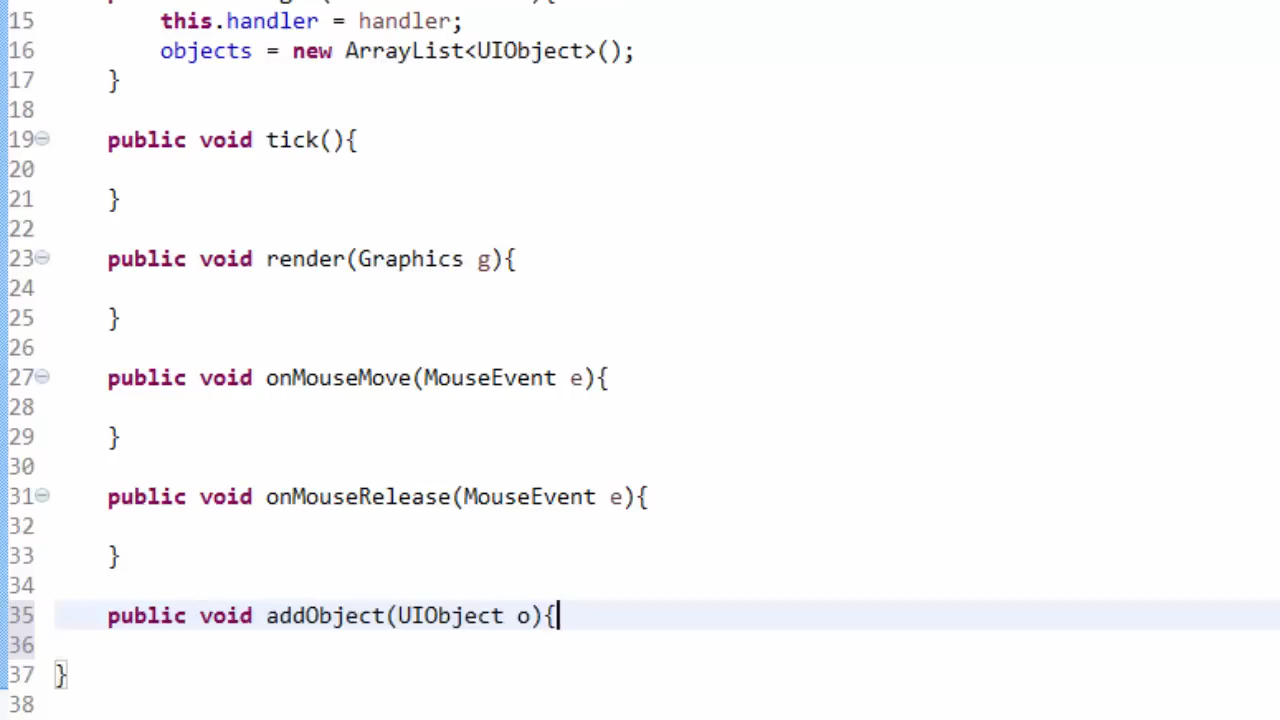 15 this.handler = handler;
16 objects = new ArrayList<UIObject>();
17 }
18
19 public void tick(){
20
21 }
22
23 public void render(Graphics g){
24
25 }
26
27 public void onMouseMove(MouseEvent e){
28
29 }
30
31 public void onMouseRelease(MouseEvent e){
32
33 }
34
35 public void addObject(UIObject o){
36
37 }
38